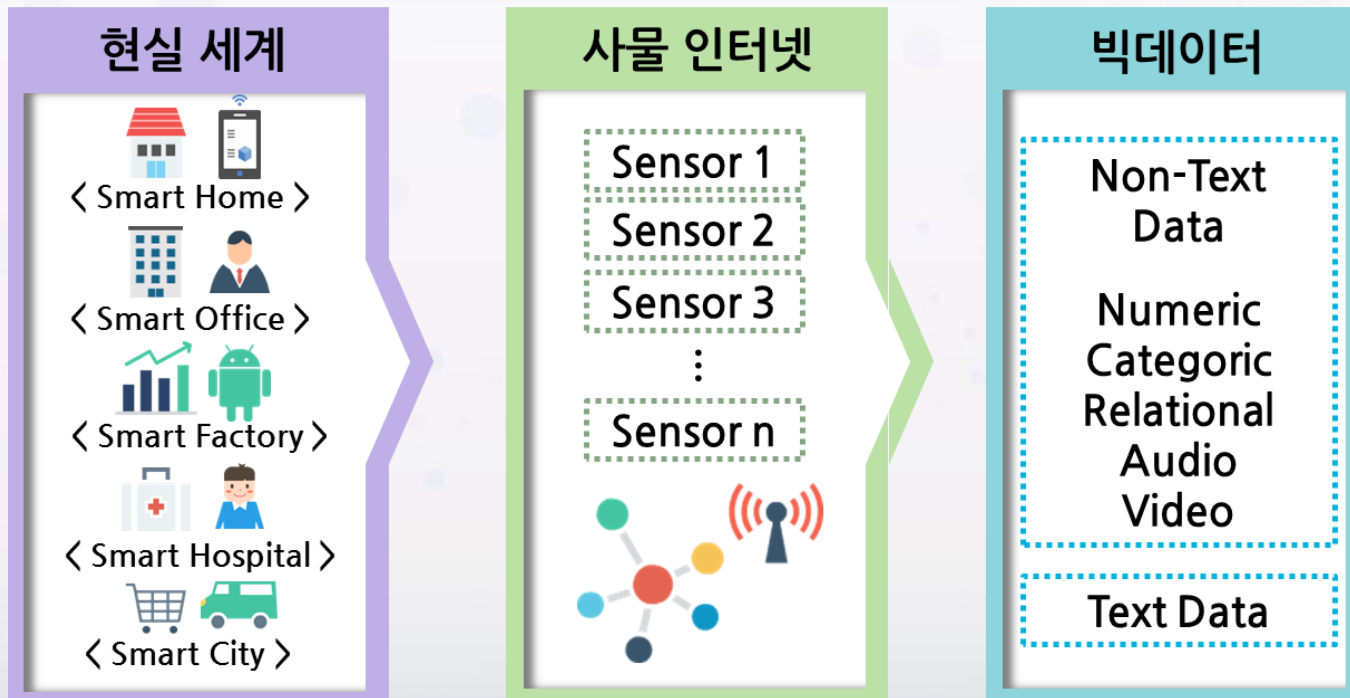 현실 세계
< Smart Home >
< Smart Office >
< Smart Factory >
< Smart Hospital >
< Smart City >
사물 인터넷
Sensor 1
Sensor 2
Sensor 3
⋮
Sensor n
빅데이터
Non-Text
Data
Numeric
Categoric
Relational
Audio
Video
Text Data